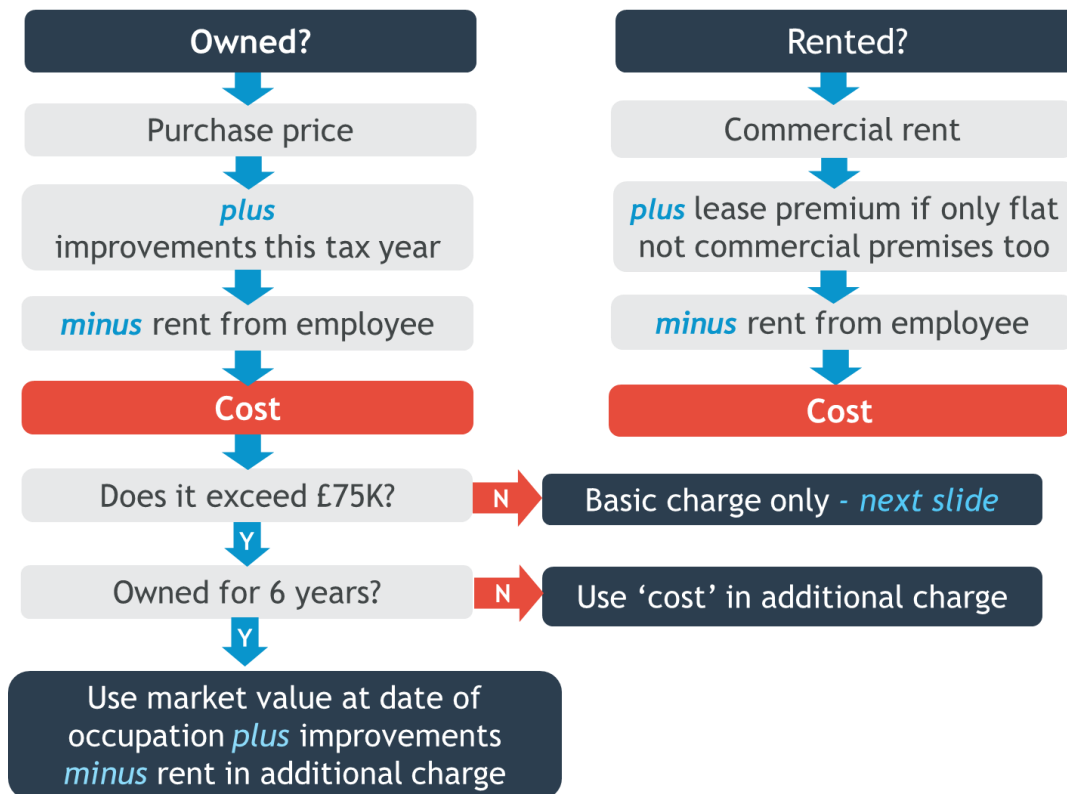 Owned?
Purchase price
plus
improvements this tax year
minus rent from employee
Cost
Does it exceed £75K?
N
Basic charge only - next slide
Y
Owned for 6 years?
N
Use ‘cost’ in additional charge
Y
Use market value at date of
occupation plus improvements
minus rent in additional charge
Rented?
Commercial rent
plus lease premium if only flat
not commercial premises too
minus rent from employee
Cost